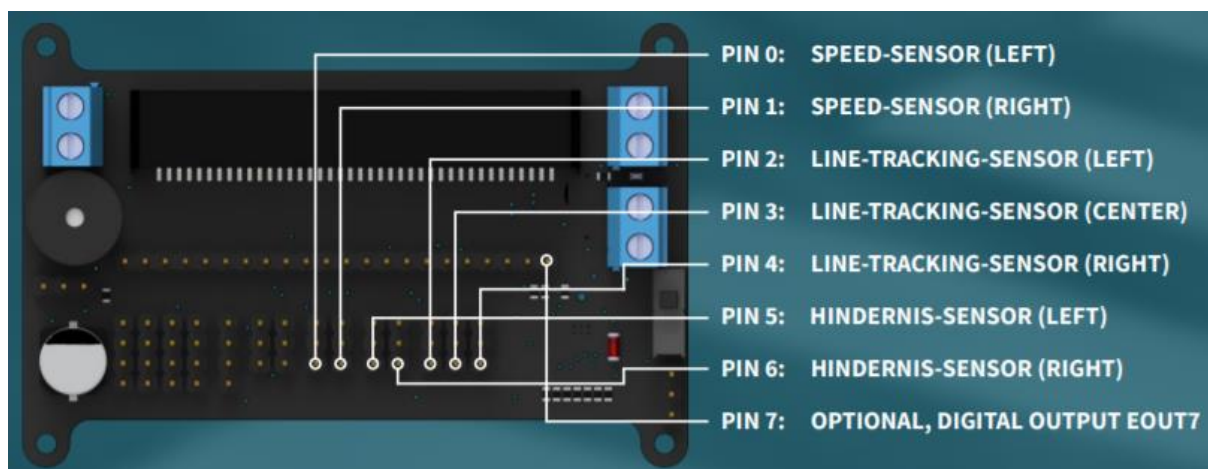 PIN 0: SPEED-SENSOR (LEFT)
PIN 1: SPEED-SENSOR (RIGHT)
PIN 2: LINE-TRACKING-SENSOR (LEFT)
PIN 3: LINE-TRACKING-SENSOR (CENTER)
PIN 4: LINE-TRACKING-SENSOR (RIGHT)
PIN 5: HINDERNIS-SENSOR (LEFT)
PIN 6: HINDERNIS-SENSOR (RIGHT)
PIN 7: OPTIONAL, DIGITAL OUTPUT EOUT7